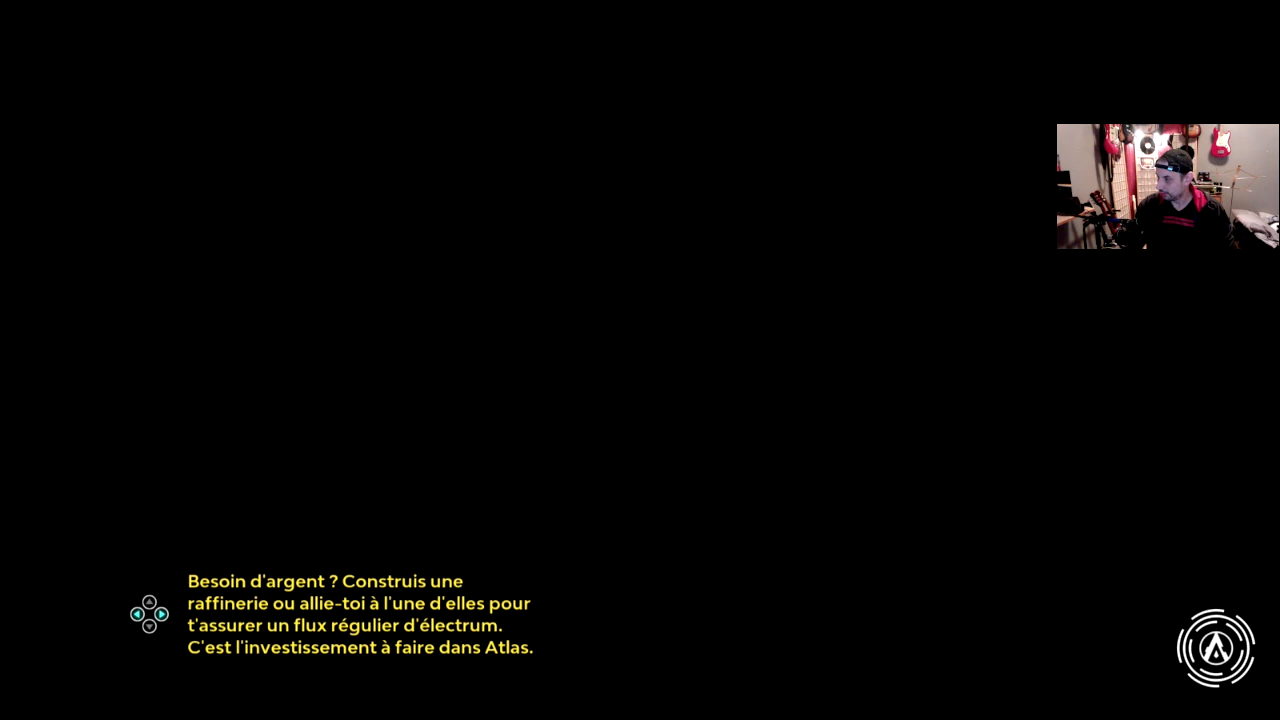 Besoin d'argent ? Construis une
raffinerie ou allie-toi à l'une d'elles pour
t'assurer un flux régulier d'électrum.
C'est l'investissement à faire dans Atlas.